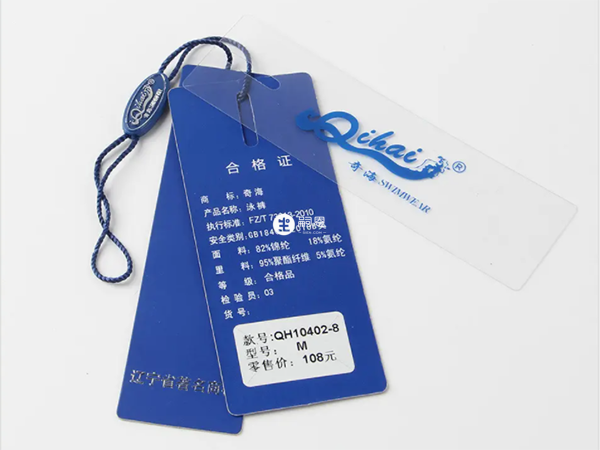 Qihai®
奇海 SWIMWEAR
合格证
商 标:奇海
产品名称:泳裤
执行标准:FZ/T 2010
安全类别:GB184
面 料:82%锦纶 18%氨纶
里 料:95%聚酯纤维 5%氨纶
等 级:合格品
检 验 员:03
货 号:
款号:QH10402-8
型号: M
零售价: 108元
辽宁省著名商